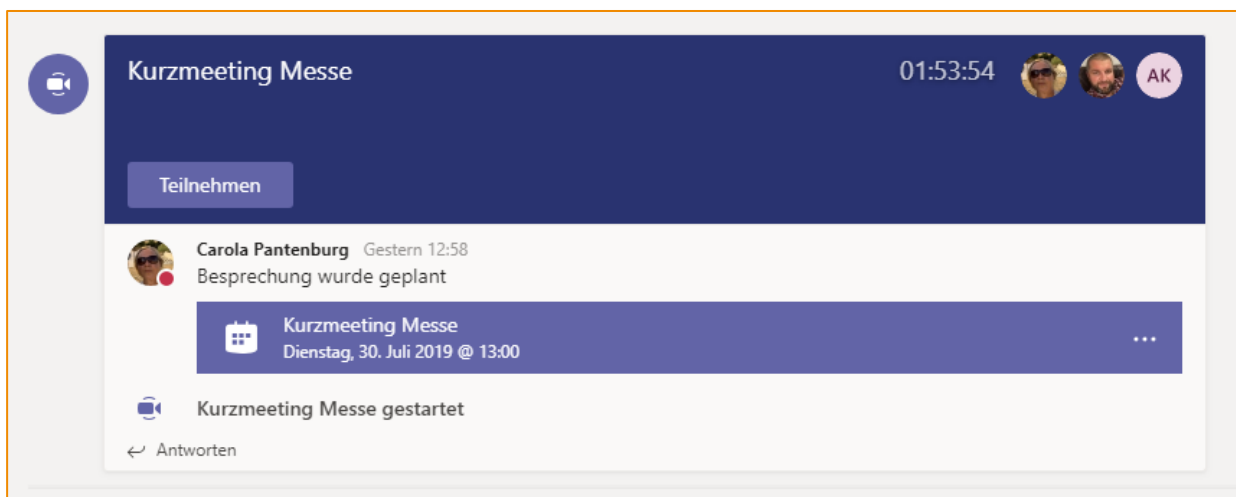 Kurzmeeting Messe 01:53:54 AK
Teilnehmen
Carola Pantenburg Gestern 12:58
Besprechung wurde geplant
Kurzmeeting Messe
Dienstag, 30. Juli 2019 @ 13:00
Kurzmeeting Messe gestartet
Antworten